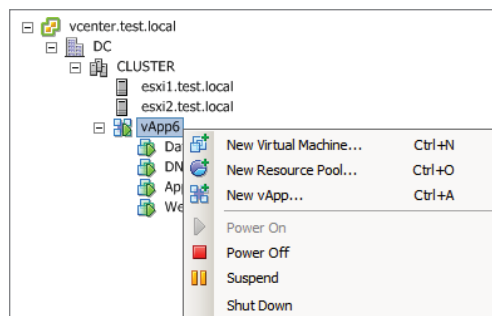 vcenter.test.local
DC
CLUSTER
esxi1.test.local
esxi2.test.local
vApp6
New Virtual Machine... Ctrl+N
New Resource Pool... Ctrl+O
New vApp... Ctrl+A
Power On
Power Off
Suspend
Shut Down